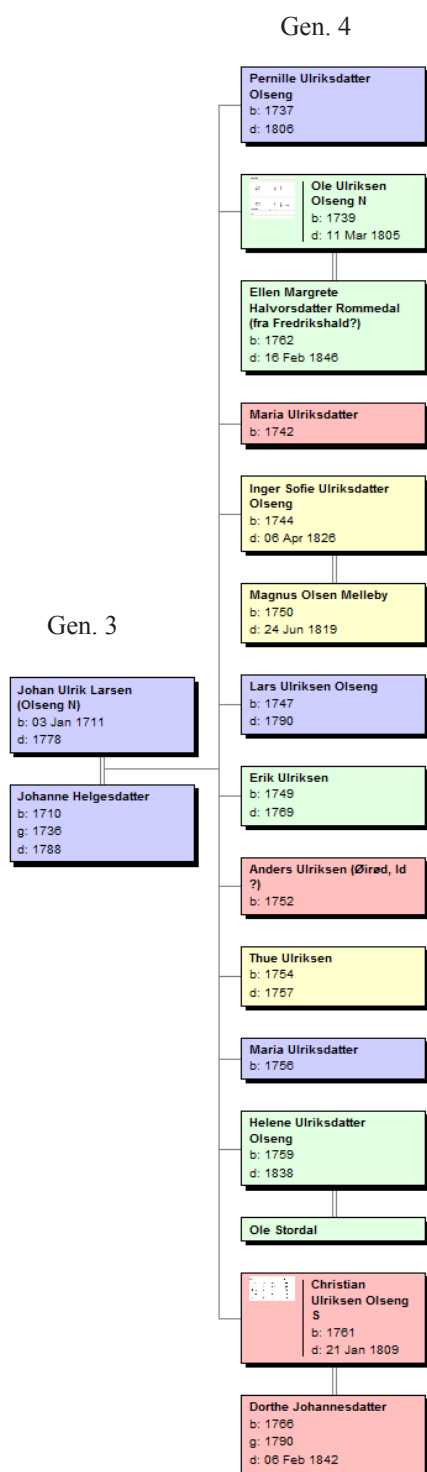 Gen. 4
Pernille Ulriksdatter
Olseng
b: 1737
d: 1806
Ole Ulriksen
Olseng N
b: 1739
d: 11 Mar 1805
Ellen Margrete
Halvorsdatter Rommedal
(fra Fredrikshald?)
b: 1762
d: 16 Feb 1846
Maria Ulriksdatter
b: 1742
Inger Sofie Ulriksdatter
Olseng
b: 1744
d: 06 Apr 1826
Magnus Olsen Melleby
b: 1750
d: 24 Jun 1819
Gen. 3
Johan Ulrik Larsen
(Olseng N)
b: 03 Jan 1711
d: 1778
Johanne Helgesdatter
b: 1710
g: 1736
d: 1788
Lars Ulriksen Olseng
b: 1747
d: 1790
Erik Ulriksen
b: 1749
d: 1769
Anders Ulriksen (Øirød, Id
?)
b: 1752
Thue Ulriksen
b: 1754
d: 1757
Maria Ulriksdatter
b: 1756
Helene Ulriksdatter
Olseng
b: 1759
d: 1838
Ole Stordal
Christian
Ulriksen Olseng
S
b: 1761
d: 21 Jan 1809
Dorthe Johannesdatter
b: 1766
g: 1790
d: 06 Feb 1842